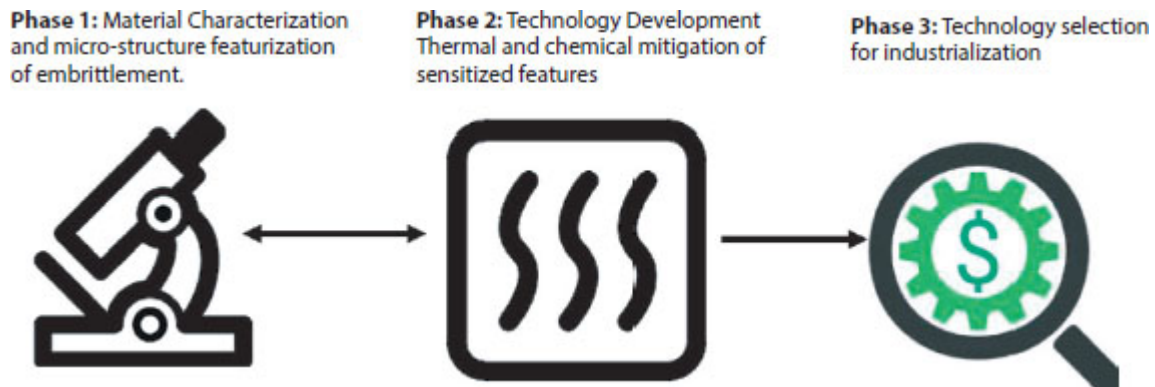 Phase 1: Material Characterization
and micro-structure featurization
of embrittlement.
Phase 2: Technology Development
Thermal and chemical mitigation of
sensitized features
Phase 3: Technology selection
for industrialization
$